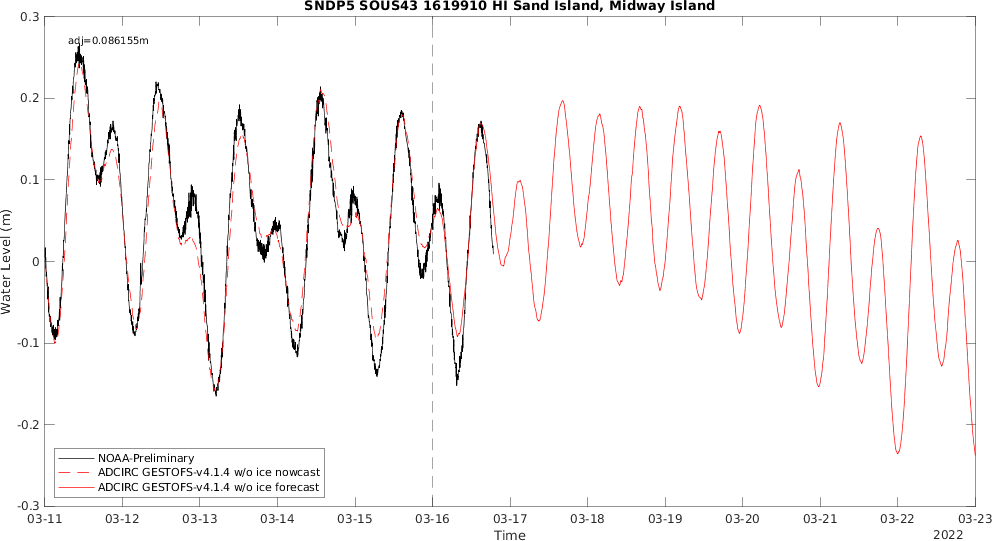 SNDP5 SOUS43 1619910 HI Sand Island, Midway Island
adj=0.086155m
0.3
0.2
0.1
0
-0.1
-0.2
-0.3
Water Level (m)
NOAA-Preliminary
ADCIRC GESTOFS-v4.1.4 w/o ice nowcast
ADCIRC GESTOFS-v4.1.4 w/o ice forecast
03-11 03-12 03-13 03-14 03-15 03-16 03-17 03-18 03-19 03-20 03-21 03-22 03-23
Time
2022